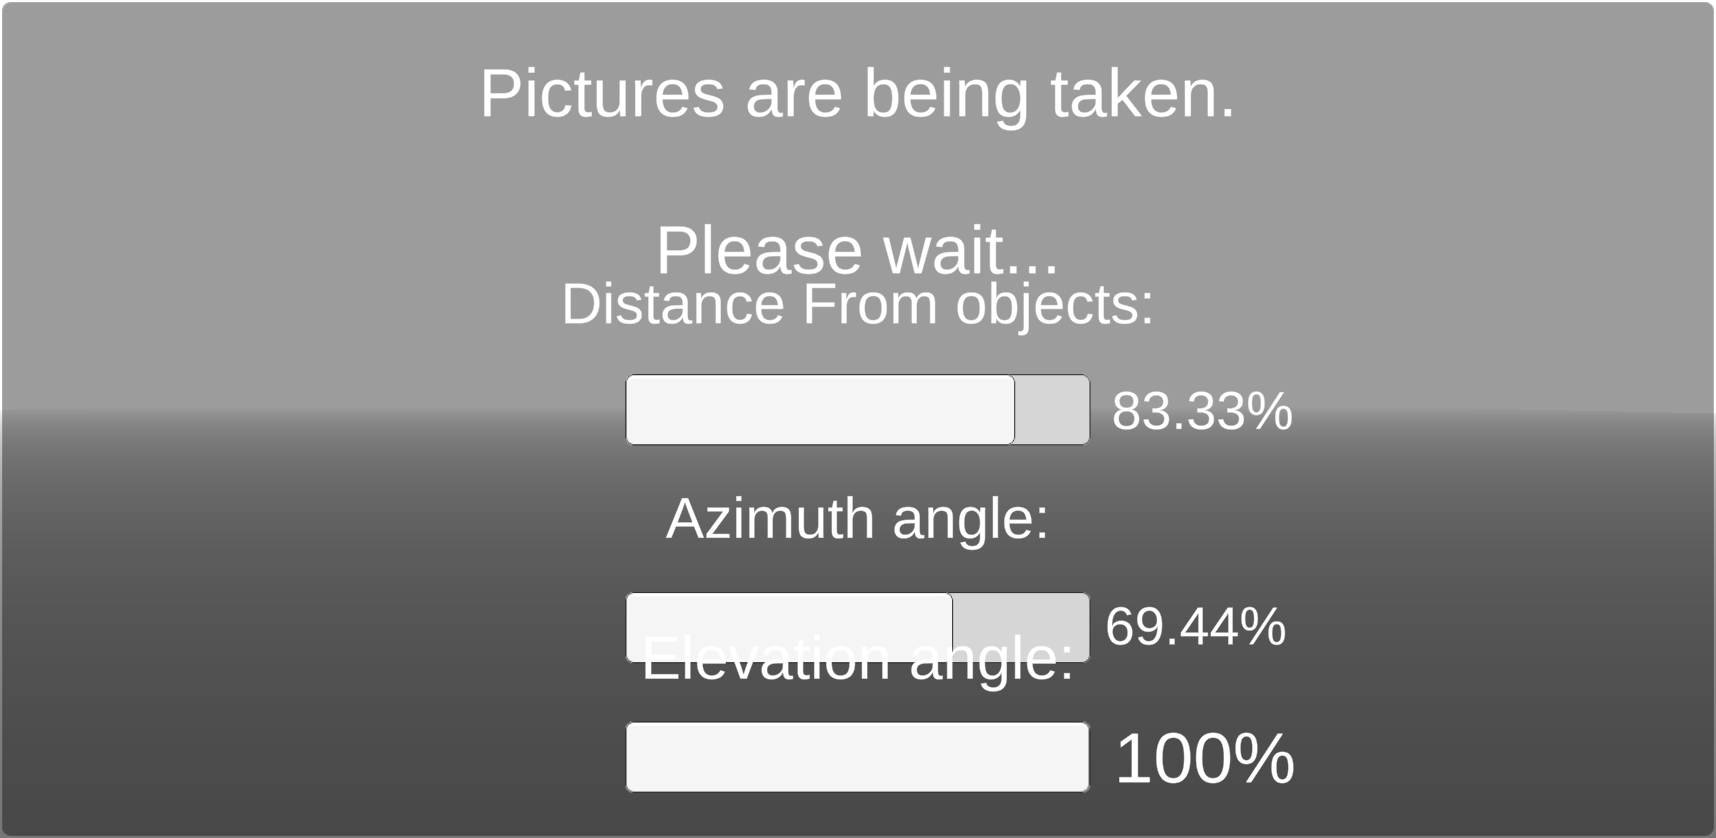 Pictures are being taken.
Please wait...
Distance From objects:
83.33%
Azimuth angle:
69.44%
Elevation angle:
100%